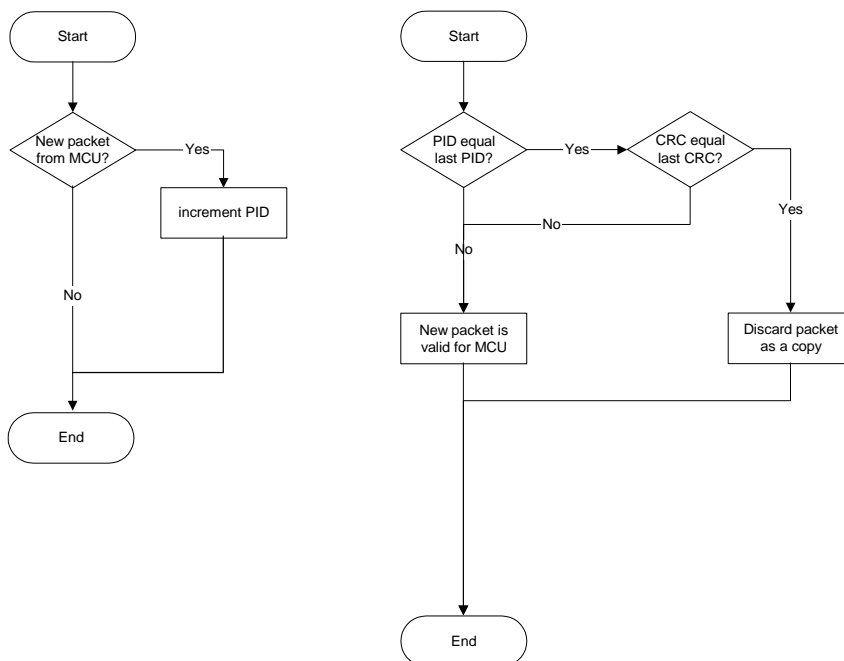 Start
New packet
from MCU?
Yes
increment PID
No
End
Start
PID equal
last PID?
Yes
CRC equal
last CRC?
No
Yes
No
New packet is
valid for MCU
Discard packet
as a copy
End